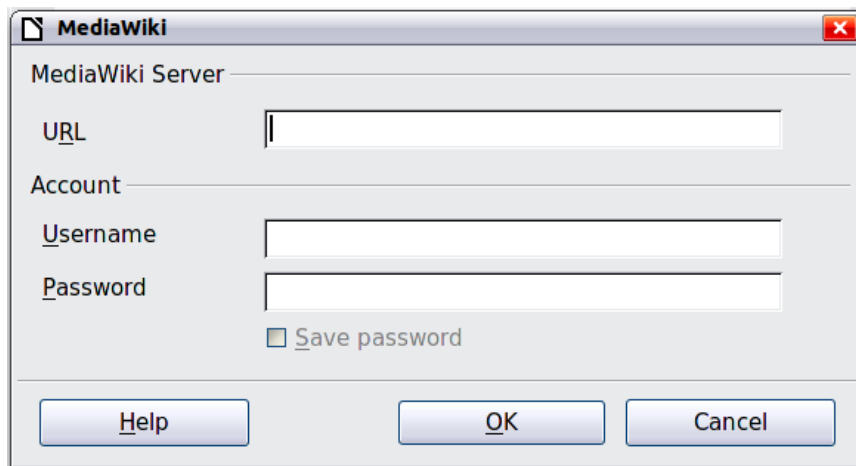 MediaWiki
MediaWiki Server
URL
Account
Username
Password
Save password
Help OK Cancel